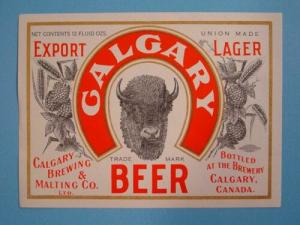 NET CONTENTS 12 FLUID OZS.
UNION MADE
EXPORT
LAGER
CALGARY
TRADE MARK
BEER
CALGARY
BREWING &
MALTING CO.
LTD.
BOTTLED
AT THE BREWERY
CALGARY,
CANADA.